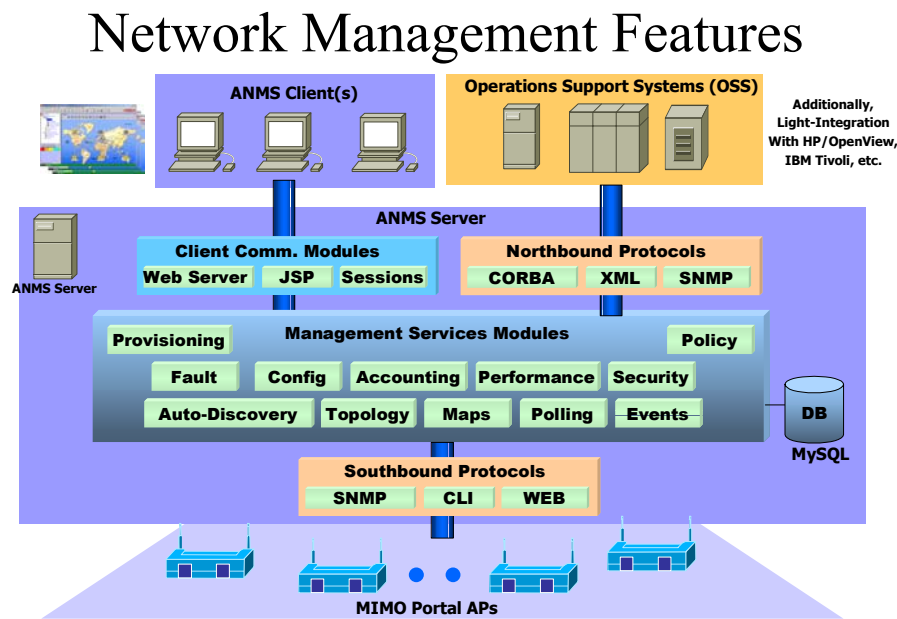 Network Management Features
ANMS Client(s)
Operations Support Systems (OSS)
Additionally,
Light-Integration
With HP/OpenView,
IBM Tivoli, etc.
ANMS Server
ANMS Server
Client Comm. Modules
Web Server
JSP
Sessions
Northbound Protocols
CORBA
XML
SNMP
Management Services Modules
Provisioning
Policy
Fault
Config
Accounting
Performance
Security
Auto-Discovery
Topology
Maps
Polling
Events
DB
MySQL
Southbound Protocols
SNMP
CLI
WEB
MIMO Portal APs